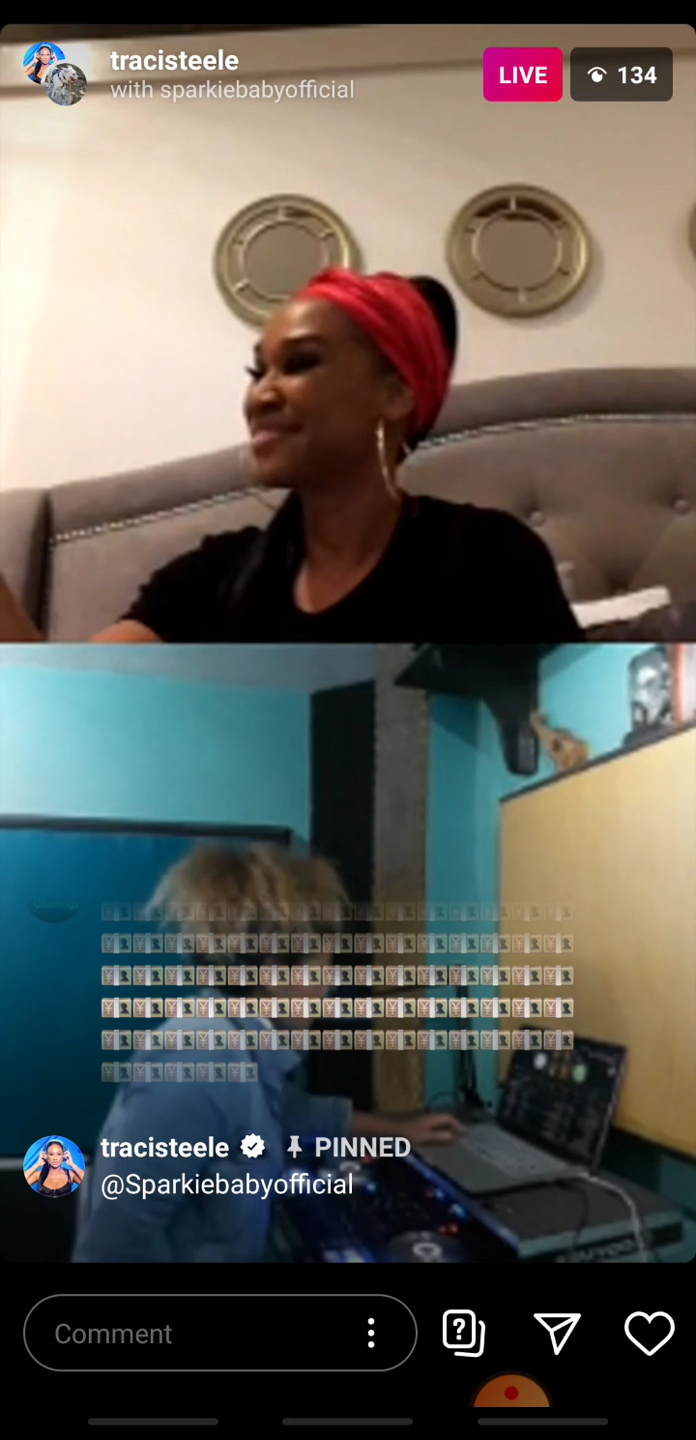 tracisteele
with sparkiebabyofficial
LIVE
134
tracisteele
PINNED
@Sparkiebabyofficial
Comment